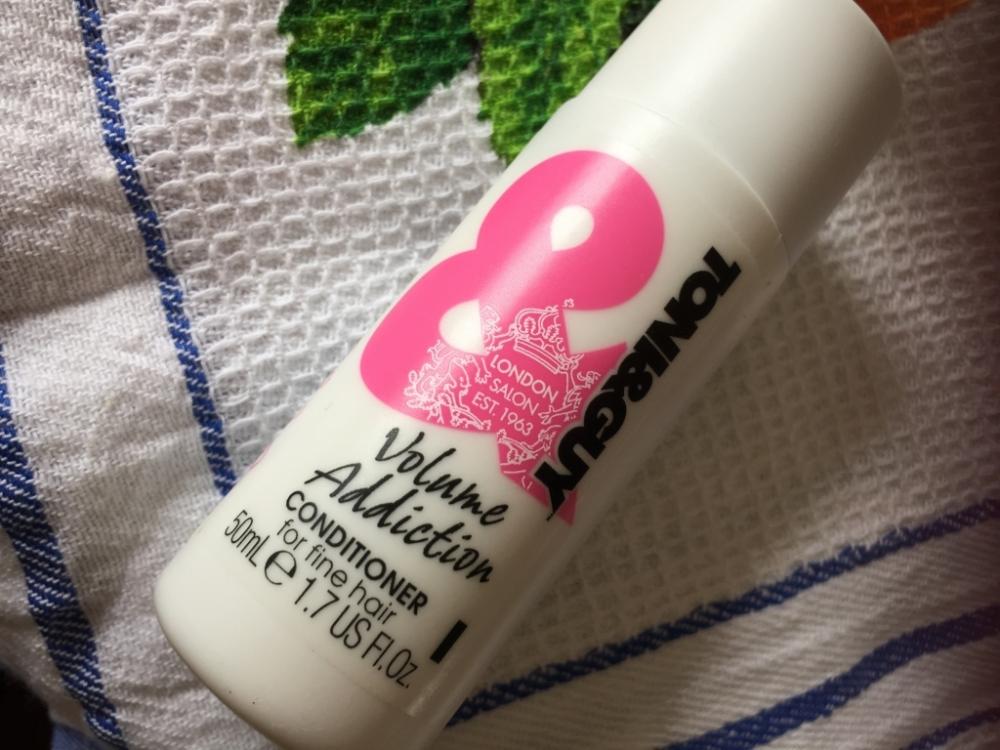 TONI&GUY
LONDON
SALON
EST. 1963
Volume
Addiction
CONDITIONER
for fine hair
50mL e 1.7 US Fl.Oz.